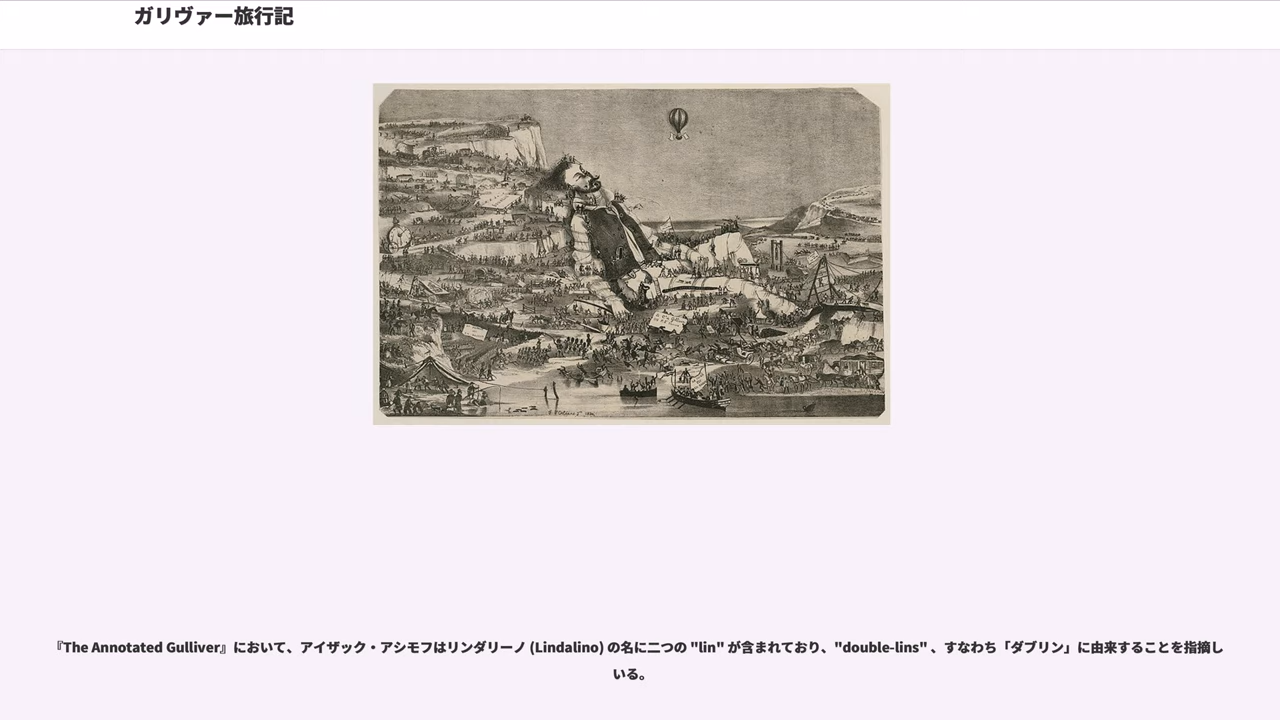 ガリヴァー旅行記
『The Annotated Gulliver』において、アイザック・アシモフはリンダリーノ (Lindalino) の名に二つの "lin" が含まれており、"double-lins" 、すなわち「ダブリン」に由来することを指摘し
いる。